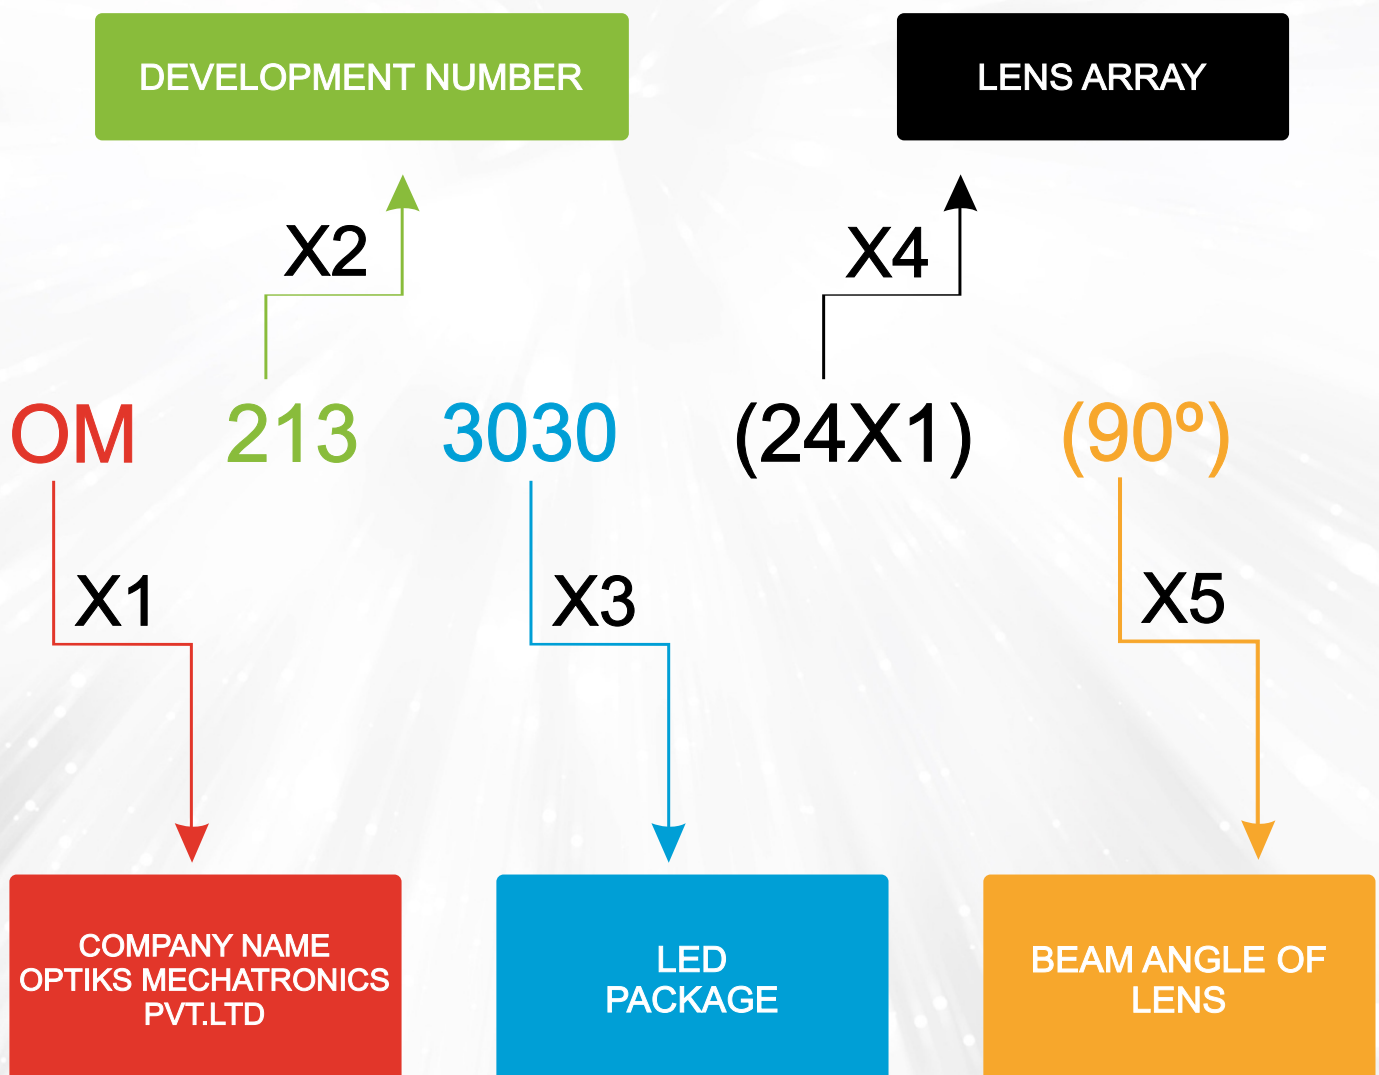 DEVELOPMENT NUMBER
LENS ARRAY
X2
X4
OM 213 3030 (24X1) (90º)
X1
X3
X5
COMPANY NAME
OPTIKS MECHATRONICS
PVT.LTD
LED
PACKAGE
BEAM ANGLE OF
LENS